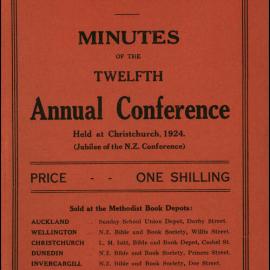 MINUTES
OF THE
TWELFTH
Annual Conference
Held at Christchurch, 1924.
(Jubilee of the N.Z. Conference)
PRICE - - ONE SHILLING
Sold at the Methodist Book Depots:
AUCKLAND .. Sunday School Union Depot, Darby Street.
WELLINGTON .. N.Z. Bible and Book Society, Willis Street.
CHRISTCHURCH .. L. M. Isitt, Bible and Book Depot, Cashel St.
DUNEDIN .. N.Z. Bible and Book Society, Princes Street.
INVERCARGILL .. N.Z. Bible and Book Society, Dee Street.